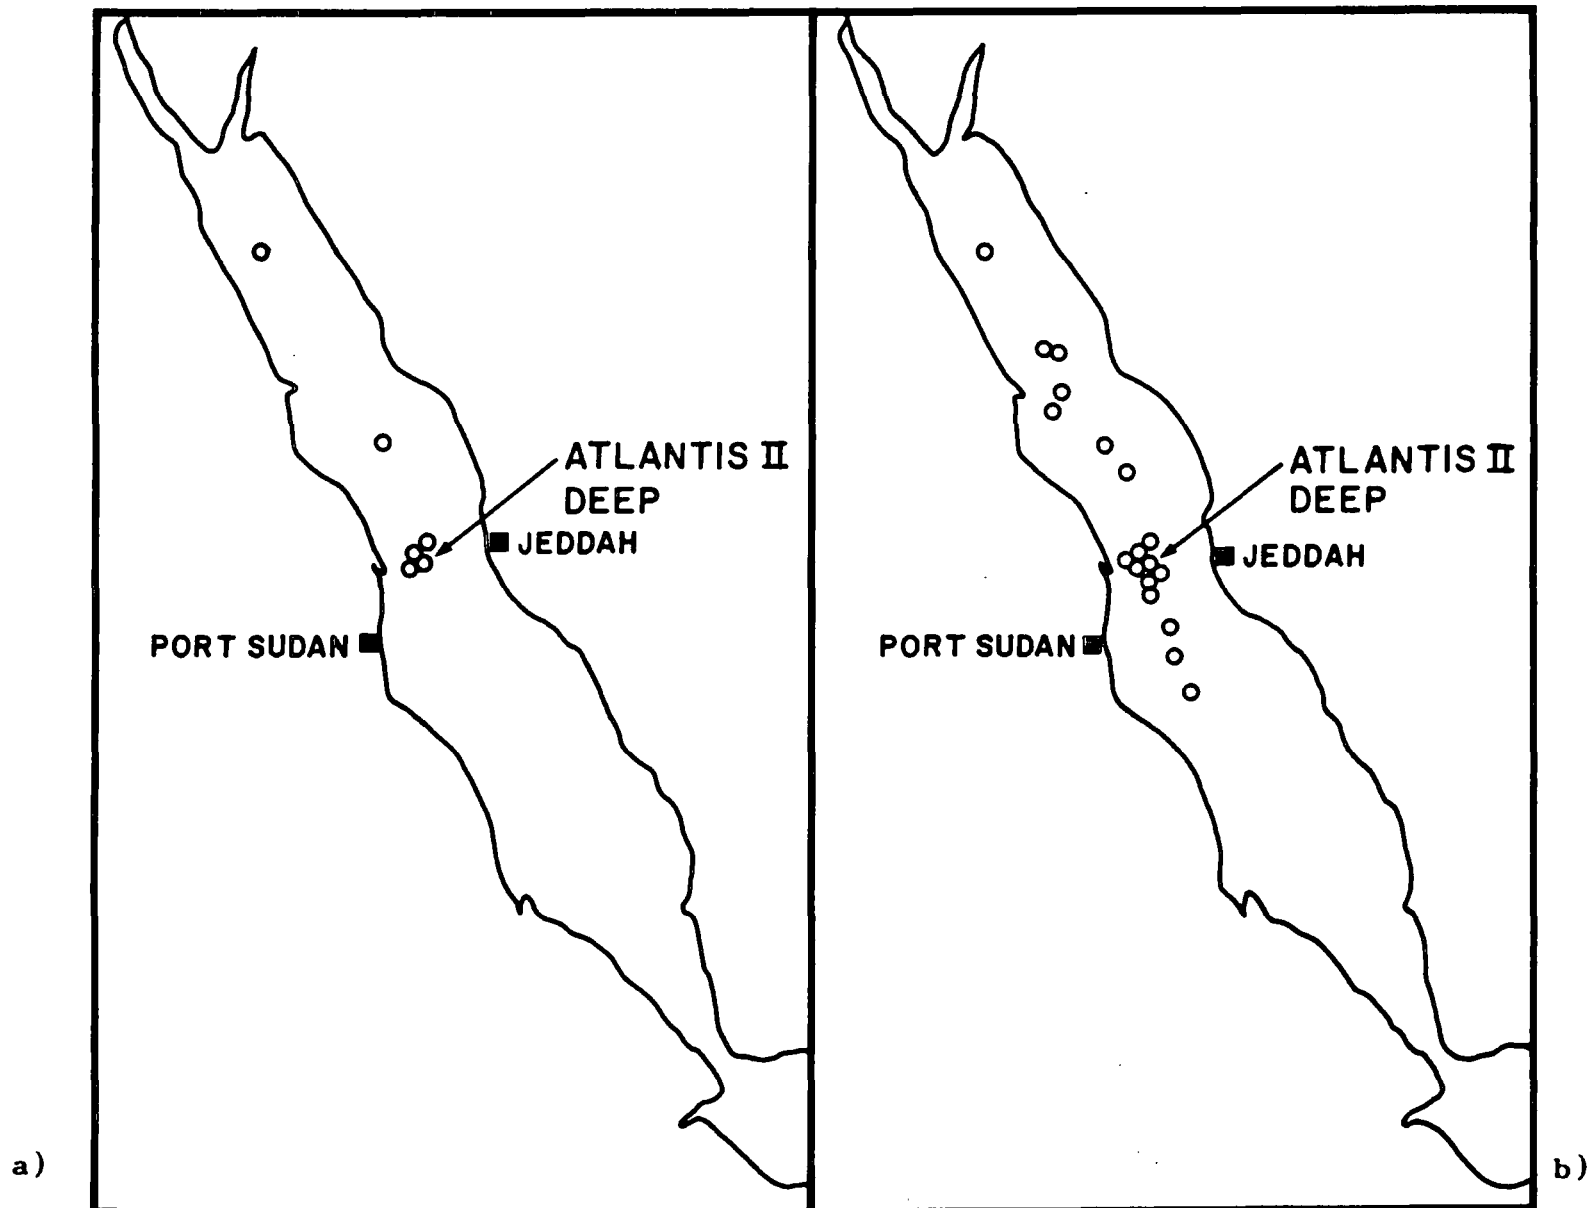 ATLANTIS II
DEEP
JEDDAH
PORT SUDAN
a)
ATLANTIS II
DEEP
JEDDAH
PORT SUDAN
b)